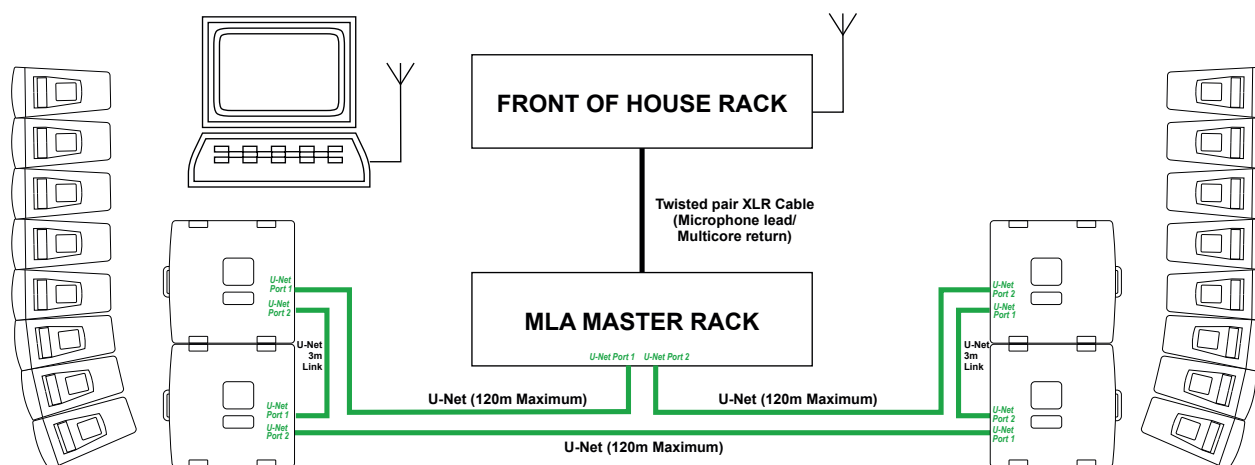 FRONT OF HOUSE RACK
Twisted pair XLR Cable
(Microphone lead/
Multicore return)
MLA MASTER RACK
U-Net Port 1
U-Net Port 2
U-Net
Port 1
U-Net
Port 2
U-Net
3m
Link
U-Net
Port 1
U-Net
Port 2
U-Net
Port 2
U-Net
Port 1
U-Net
3m
Link
U-Net
Port 2
U-Net
Port 1
U-Net (120m Maximum)
U-Net (120m Maximum)
U-Net (120m Maximum)